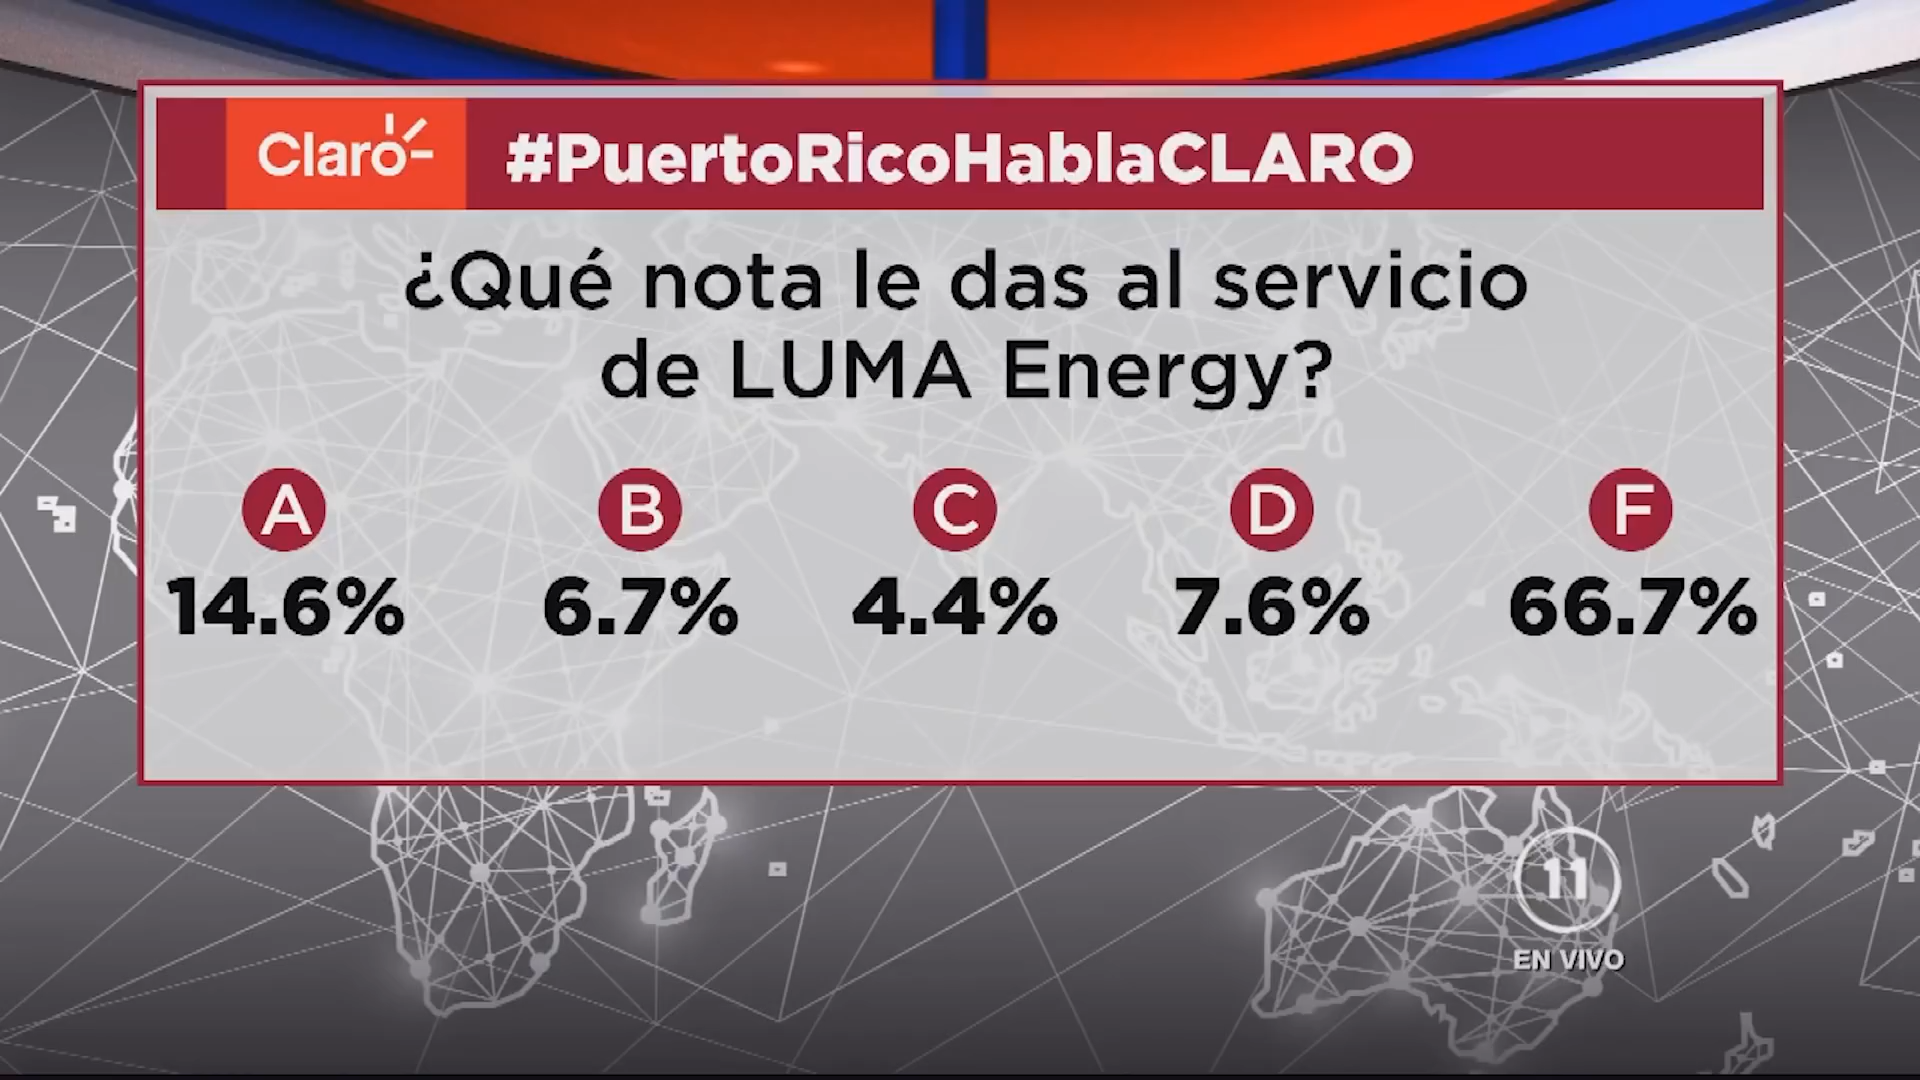 Claro #PuertoRicoHablaCLARO
¿Qué nota le das al servicio
de LUMA Energy?
A B C D F
14.6% 6.7% 4.4% 7.6% 66.7%
11
EN VIVO